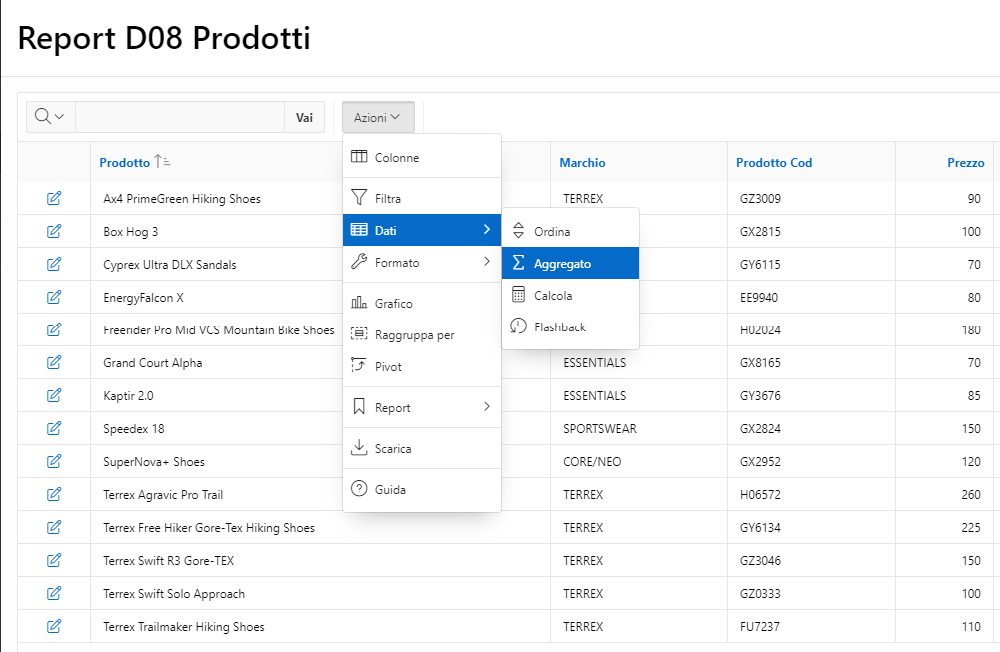 Report D08 Prodotti
Vai
Azioni
Prodotto Marchio Prodotto Cod Prezzo
Ax4 PrimeGreen Hiking Shoes TERREX GZ3009 90
Box Hog 3 GX2815 100
Cyprex Ultra DLX Sandals GY6115 70
EnergyFalcon X EE9940 80
Freerider Pro Mid VCS Mountain Bike Shoes H02024 180
Grand Court Alpha ESSENTIALS GX8165 70
Kaptir 2.0 ESSENTIALS GY3676 85
Speedex 18 SPORTSWEAR GX2824 150
SuperNova+ Shoes CORE/NEO GX2952 120
Terrex Agravic Pro Trail TERREX H06572 260
Terrex Free Hiker Gore-Tex Hiking Shoes TERREX GY6134 225
Terrex Swift R3 Gore-TEX TERREX GZ3046 150
Terrex Swift Solo Approach TERREX GZ0333 100
Terrex Trailmaker Hiking Shoes TERREX FU7237 110
Colonne
Filtra
Dati
Formato
Grafico
Raggruppa per
Pivot
Report
Scarica
Guida
Ordina
Aggregato
Calcola
Flashback